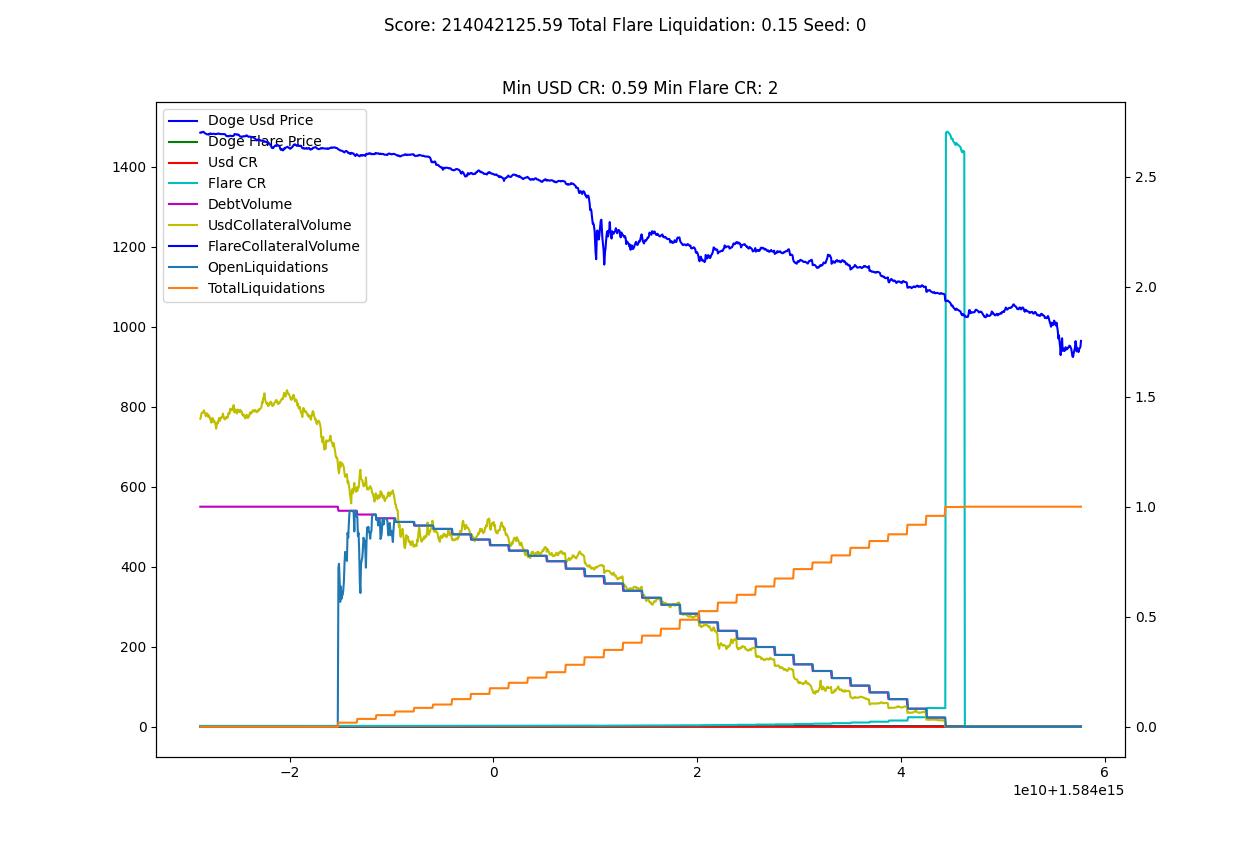 Score: 214042125.59 Total Flare Liquidation: 0.15 Seed: 0
Min USD CR: 0.59 Min Flare CR: 2
Doge Usd Price
Doge Flare Price
Usd CR
Flare CR
DebtVolume
UsdCollateralVolume
FlareCollateralVolume
OpenLiquidations
TotalLiquidations
1400
1200
1000
800
600
400
200
0
2.5
2.0
1.5
1.0
0.5
0.0
−2
0
2
4
6
1e10+1.584e15